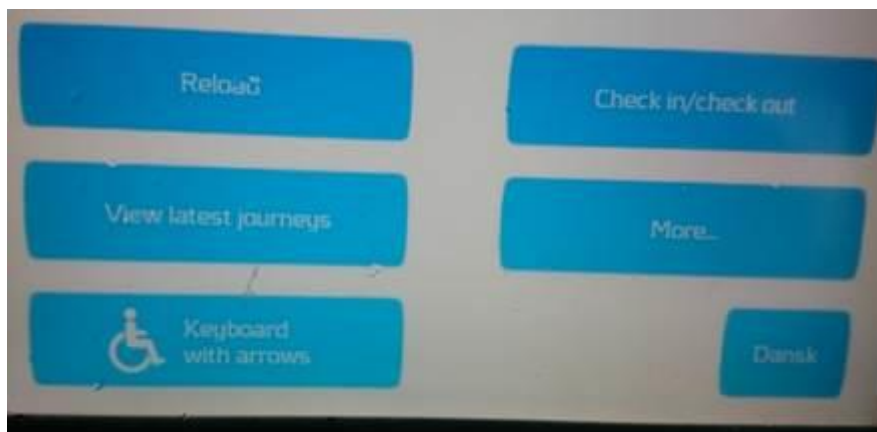 Reload
Check in/check out
View latest journeys
More...
Keyboard
with arrows
Dansk